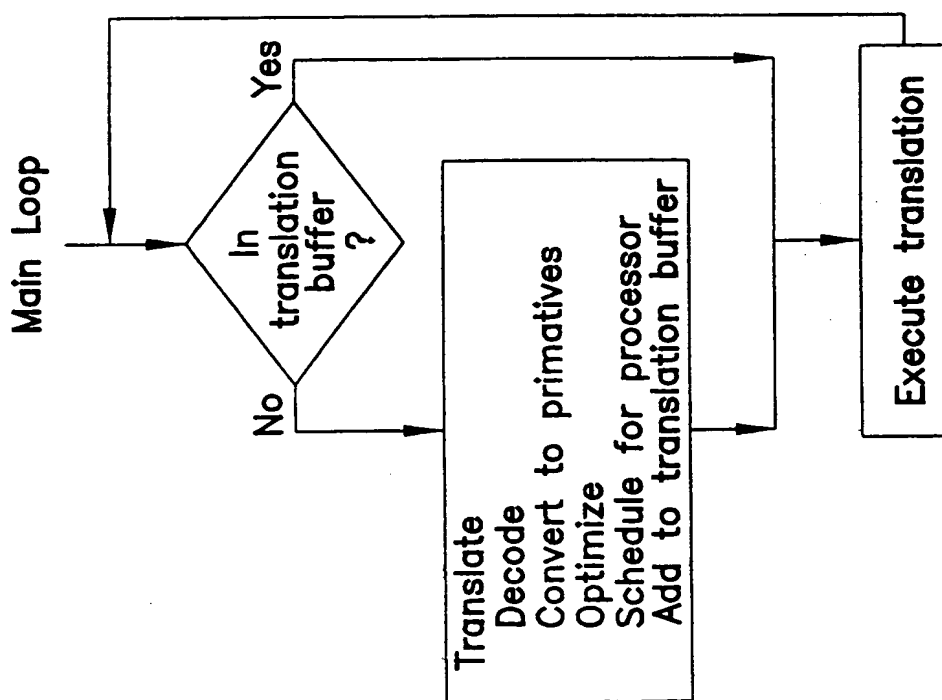 Main Loop
In
translation
buffer
?
Yes
No
Translate
Decode
Convert to primatives
Optimize
Schedule for processor
Add to translation buffer
Execute translation